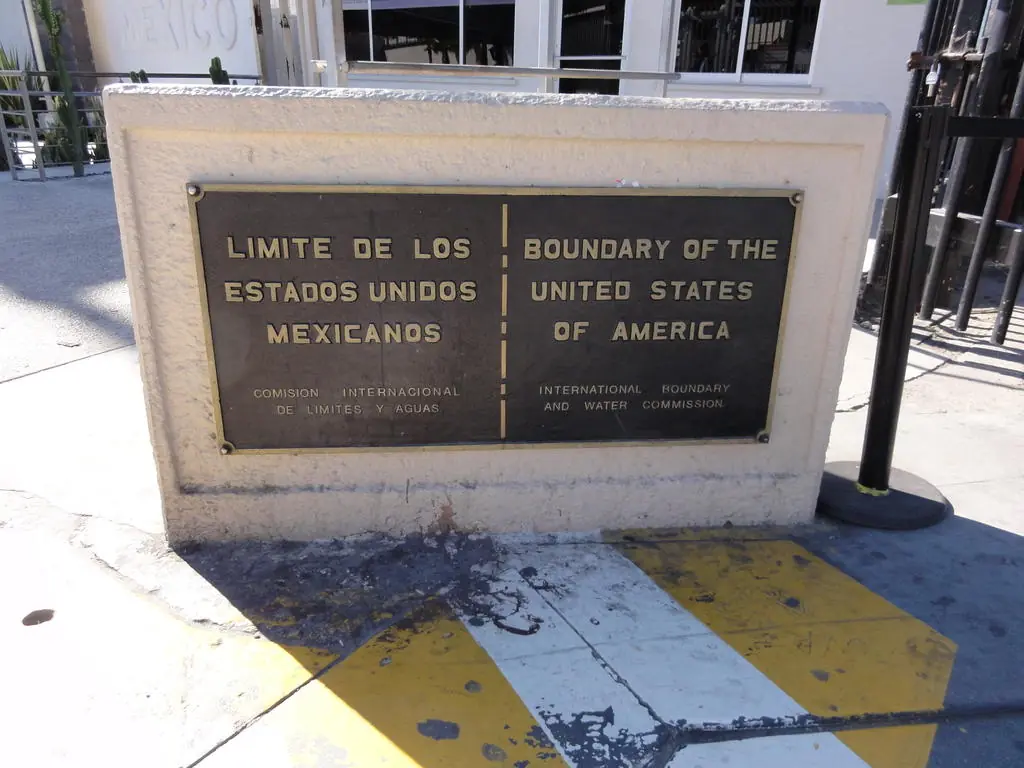 MEXICO
LIMITE DE LOS
ESTADOS UNIDOS
MEXICANOS
COMISION INTERNACIONAL
DE LIMITES Y AGUAS
BOUNDARY OF THE
UNITED STATES
OF AMERICA
INTERNATIONAL BOUNDARY
AND WATER COMMISSION